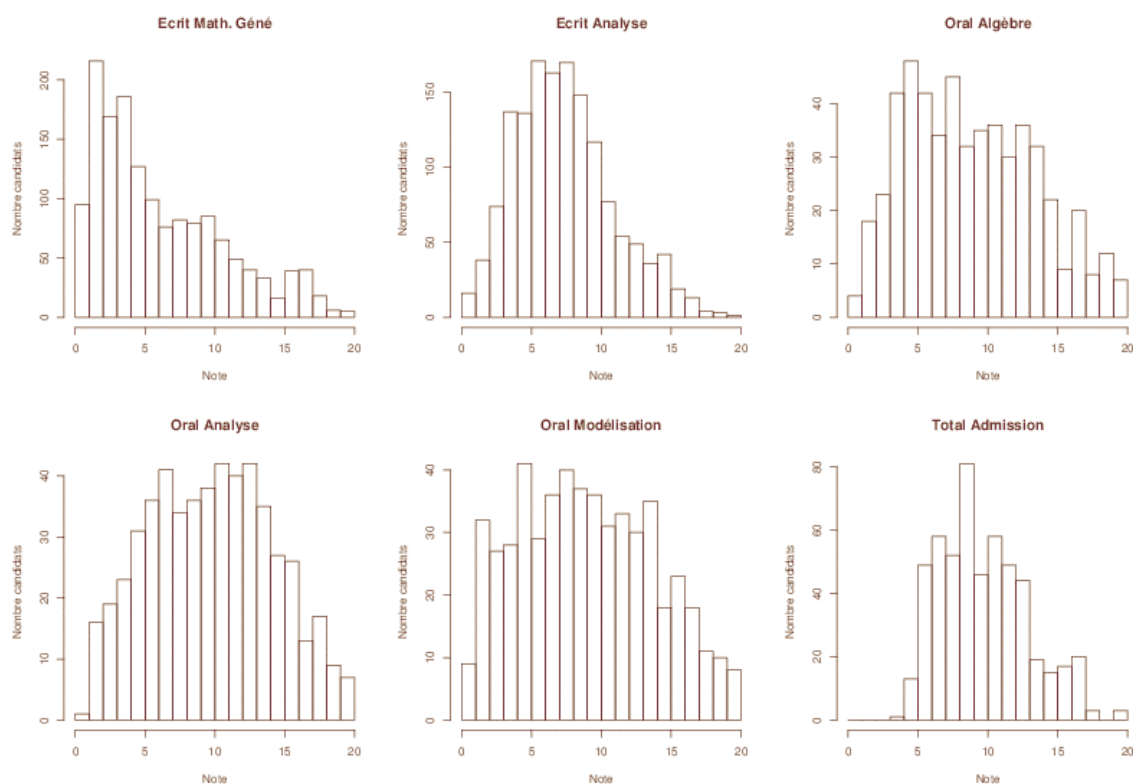 Ecrit Math. Géné
Nombre candidats
0 50 100 150 200
0 5 10 15 20
Note
Ecrit Analyse
Nombre candidats
0 50 100 150
0 5 10 15 20
Note
Oral Algèbre
Nombre candidats
0 10 20 30 40
0 5 10 15 20
Note
Oral Analyse
Nombre candidats
0 10 20 30 40
0 5 10 15 20
Note
Oral Modélisation
Nombre candidats
0 10 20 30 40
0 5 10 15 20
Note
Total Admission
Nombre candidats
0 20 40 60 80
0 5 10 15 20
Note